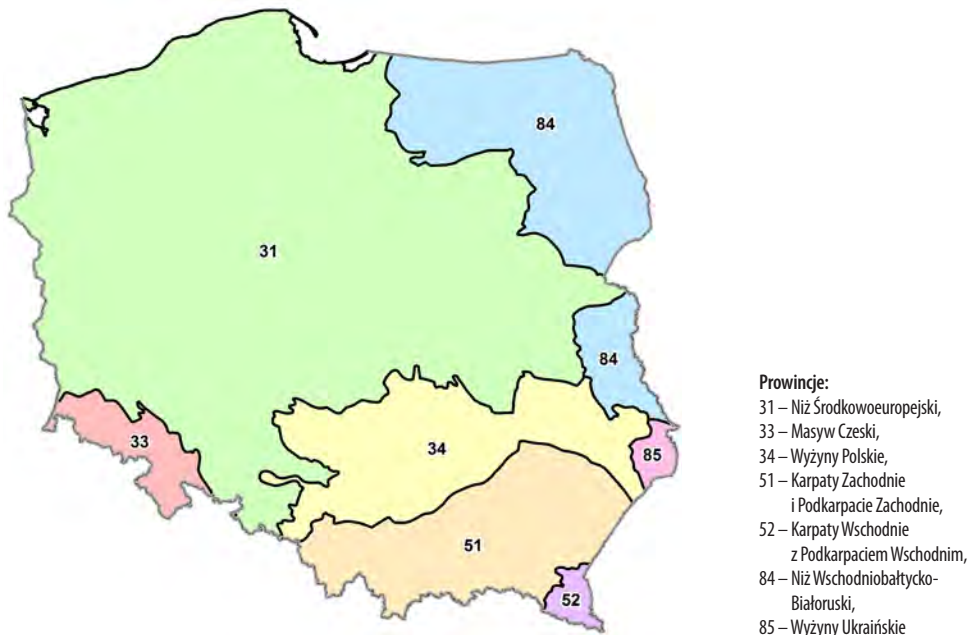 84
31
84
33
34
85
51
52
Prowincje:
31 – Niż Środkowoeuropejski,
33 – Masyw Czeski,
34 – Wyżyny Polskie,
51 – Karpaty Zachodnie
i Podkarpacie Zachodnie,
52 – Karpaty Wschodnie
z Podkarpaciem Wschodnim,
84 – Niż Wschodniobałtycko-
Białoruski,
85 – Wyżyny Ukraińskie